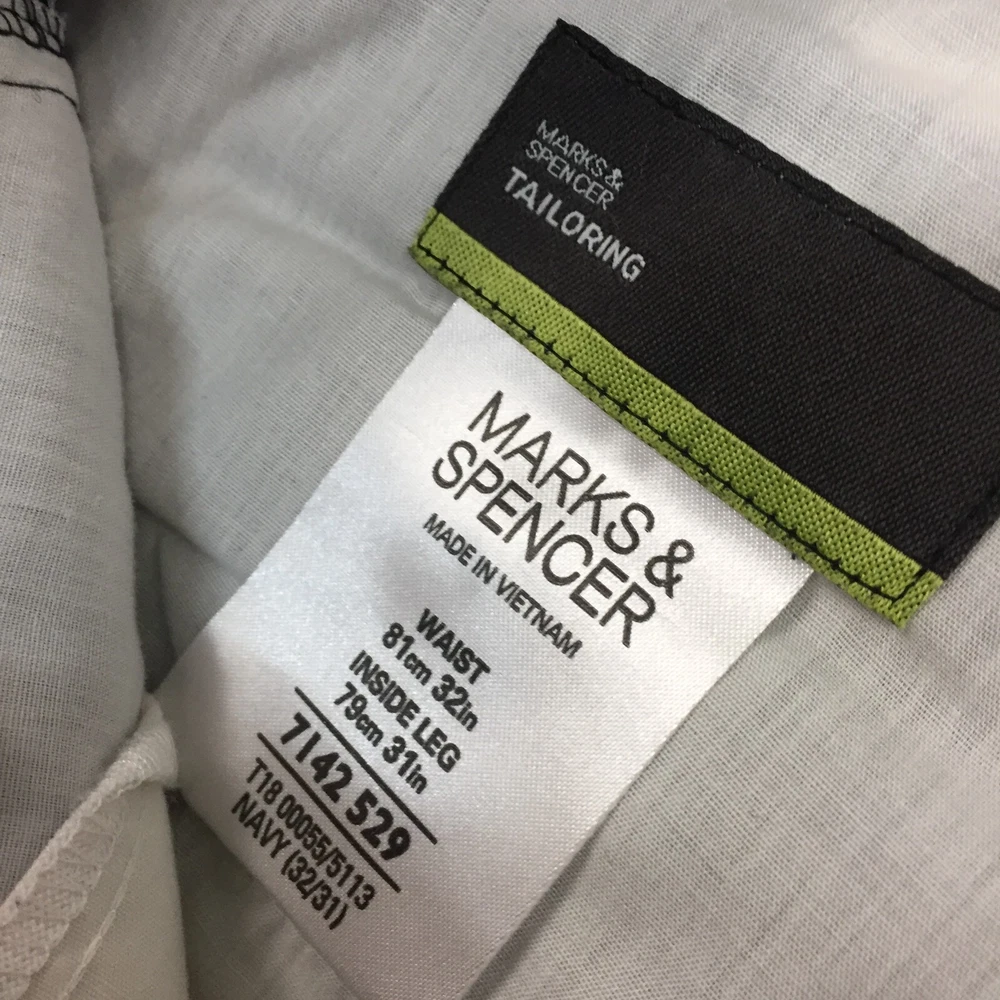 MARKS &
SPENCER
TAILORING
MARKS &
SPENCER
MADE IN VIETNAM
WAIST
81cm 32in
INSIDE LEG
79cm 31in
7142 529
T18 00055/5113
NAVY (32/31)